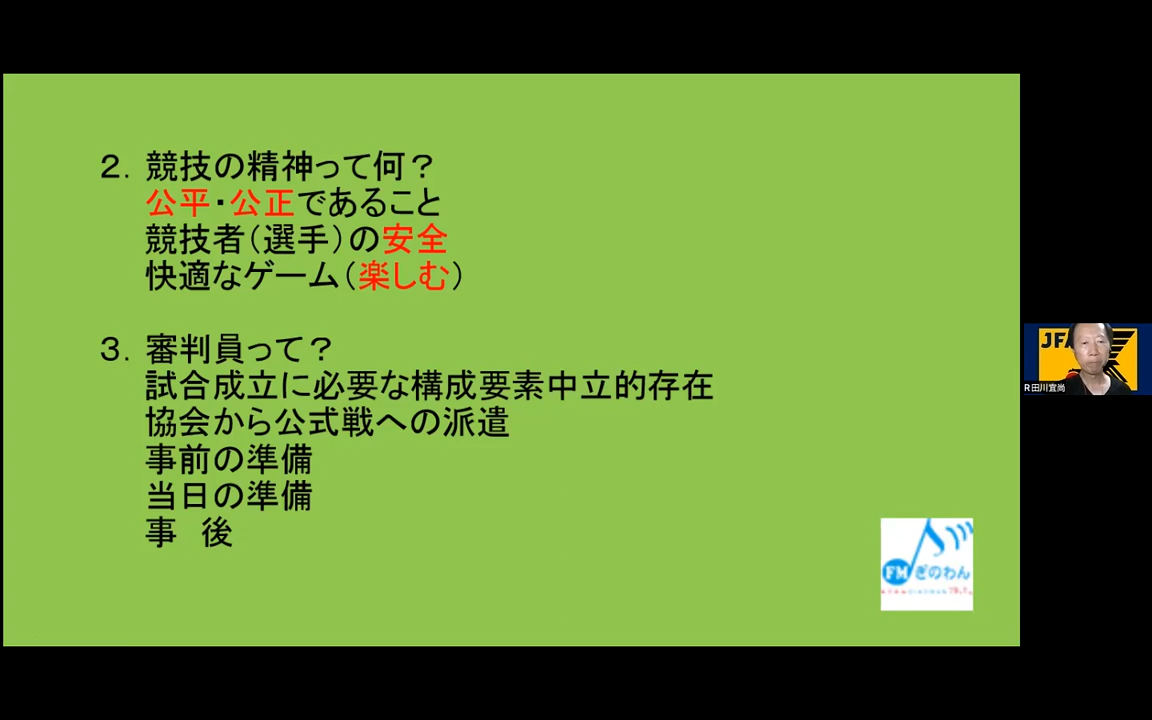 ２．競技の精神って何？
公平・公正であること
競技者（選手）の安全
快適なゲーム（楽しむ）
３．審判員って？
試合成立に必要な構成要素中立的存在
協会から公式戦への派遣
事前の準備
当日の準備
事　後
JFA
R田川宜尚
FM ぎのわん